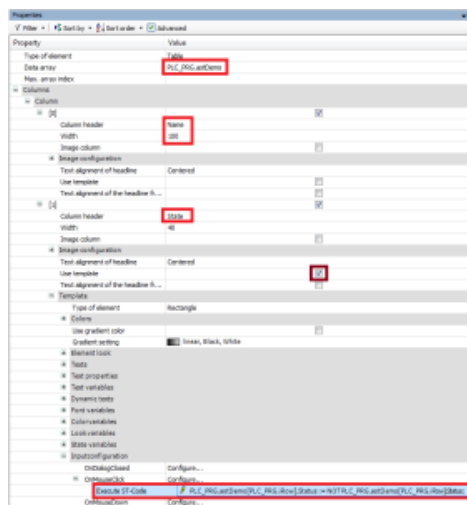 Properties
Filter Sort by Sort order Advanced
Property Value
Type of element Table
Data array PLC_PRG.astDemo
Max. array index
Columns
Column
[0]
Column header Name
Width 100
Image column
Image configuration
Text alignment of headline Centered
Use template
Text alignment of the headline fr...
[1]
Column header State
Width 40
Image column
Image configuration
Text alignment of headline Centered
Use template
Text alignment of the headline fr...
Template
Type of element Rectangle
Colors
Use gradient color
Gradient setting linear, Black, White
Element look
Texts
Text properties
Text variables
Dynamic texts
Font variables
Colorvariables
Lookvariables
State variables
Inputconfiguration
OnDialogClosed Configure...
OnMouseClick Configure...
Execute ST-Code PLC_PRG.astDemo[PLC_PRG.iRow].Status := NOT PLC_PRG.astDemo[PLC_PRG.iRow].Status
OnMouseDown Configure...